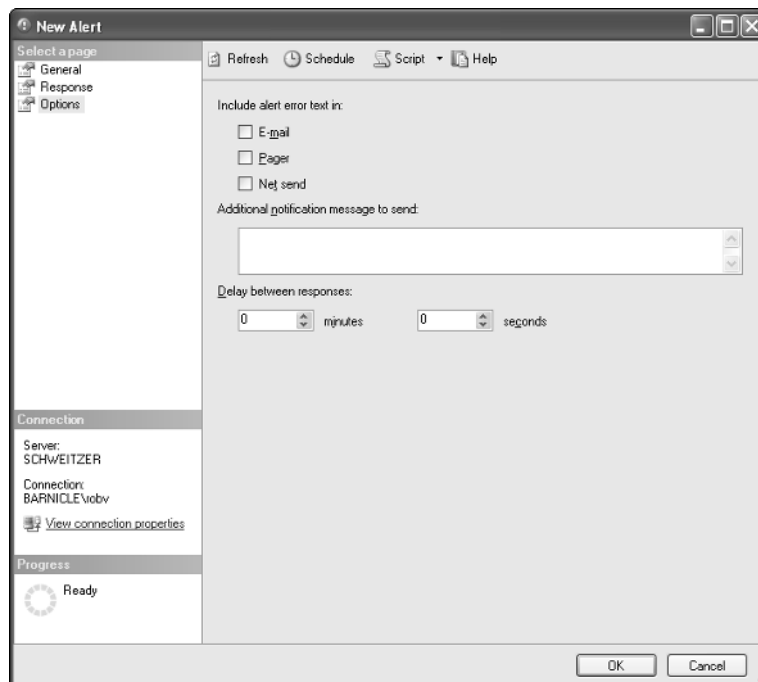 New Alert
Select a page
General
Response
Options
Refresh Schedule Script Help
Include alert error text in:
E-mail
Pager
Net send
Additional notification message to send:
Delay between responses:
0 minutes 0 seconds
Connection
Server:
SCHWEITZER
Connection:
BARNICLE\robv
View connection properties
Progress
Ready
OK Cancel